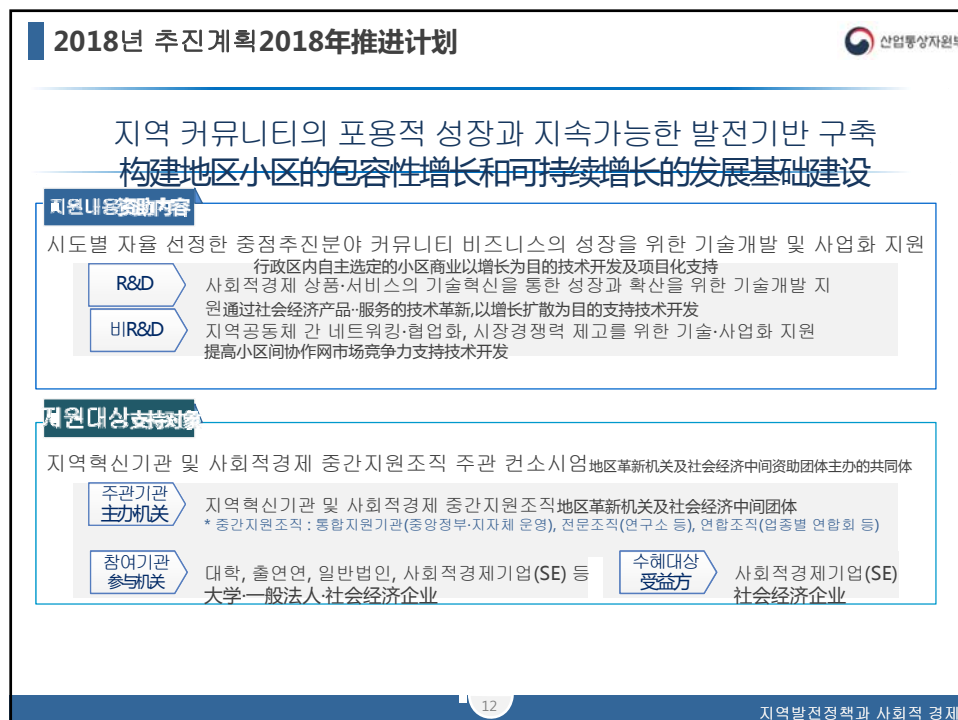 2018년 추진계획2018年推进计划
산업통상자원부
지역 커뮤니티의 포용적 성장과 지속가능한 발전기반 구축
构建地区小区的包容性增长和可持续增长的发展基础建设
지원내용资助内容
시도별 자율 선정한 중점추진분야 커뮤니티 비즈니스의 성장을 위한 기술개발 및 사업화 지원
行政区内自主选定的小区商业以增长为目的技术开发及项目化支持
R&D
사회적경제 상품·서비스의 기술혁신을 통한 성장과 확산을 위한 기술개발 지
원通过社会经济产品··服务的技术革新,以增长扩散为目的支持技术开发
비R&D
지역공동체 간 네트워킹·협업화, 시장경쟁력 제고를 위한 기술·사업화 지원
提高小区间协作网市场竞争力支持技术开发
지원대상支持对象
지역혁신기관 및 사회적경제 중간지원조직 주관 컨소시엄地区革新机关及社会经济中间资助团体主办的共同体
주관기관
主办机关
지역혁신기관 및 사회적경제 중간지원조직地区革新机关及社会经济中间团体
* 중간지원조직 : 통합지원기관(중앙정부·지자체 운영), 전문조직(연구소 등), 연합조직(업종별 연합회 등)
참여기관
参与机关
대학, 출연연, 일반법인, 사회적경제기업(SE) 등
大学·一般法人·社会经济企业
수혜대상
受益方
사회적경제기업(SE)
社会经济企业
12
지역발전정책과 사회적 경제